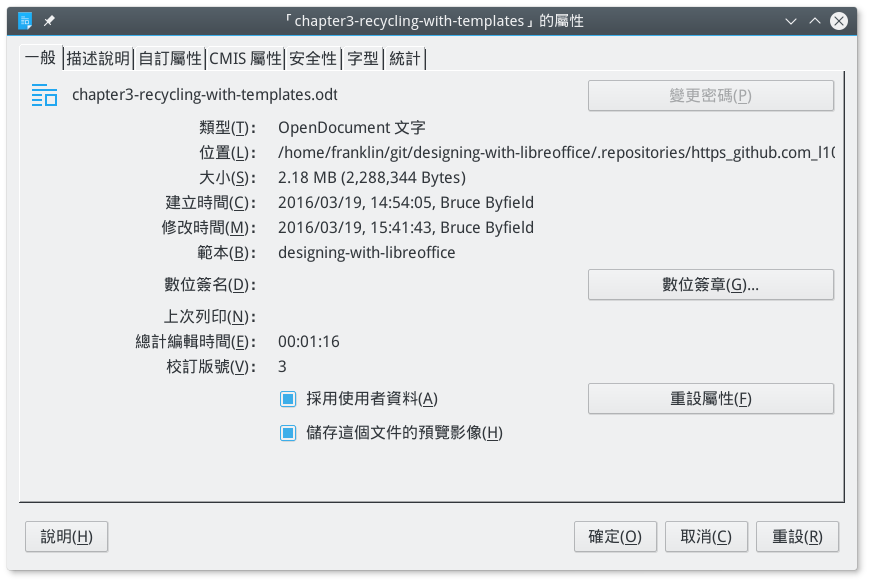 「chapter3-recycling-with-templates」的屬性
一般 描述說明 自訂屬性 CMIS 屬性 安全性 字型 統計
chapter3-recycling-with-templates.odt 變更密碼(P)
類型(T)： OpenDocument 文字
位置(L)： /home/franklin/git/designing-with-libreoffice/.repositories/https_github.com_l10
大小(S)： 2.18 MB (2,288,344 Bytes)
建立時間(C)： 2016/03/19, 14:54:05, Bruce Byfield
修改時間(M)： 2016/03/19, 15:41:43, Bruce Byfield
範本(B)： designing-with-libreoffice
數位簽名(D)： 數位簽章(G)...
上次列印(N)：
總計編輯時間(E)： 00:01:16
校訂版號(V)： 3
採用使用者資料(A) 重設屬性(F)
儲存這個文件的預覽影像(H)
說明(H) 確定(O) 取消(C) 重設(R)